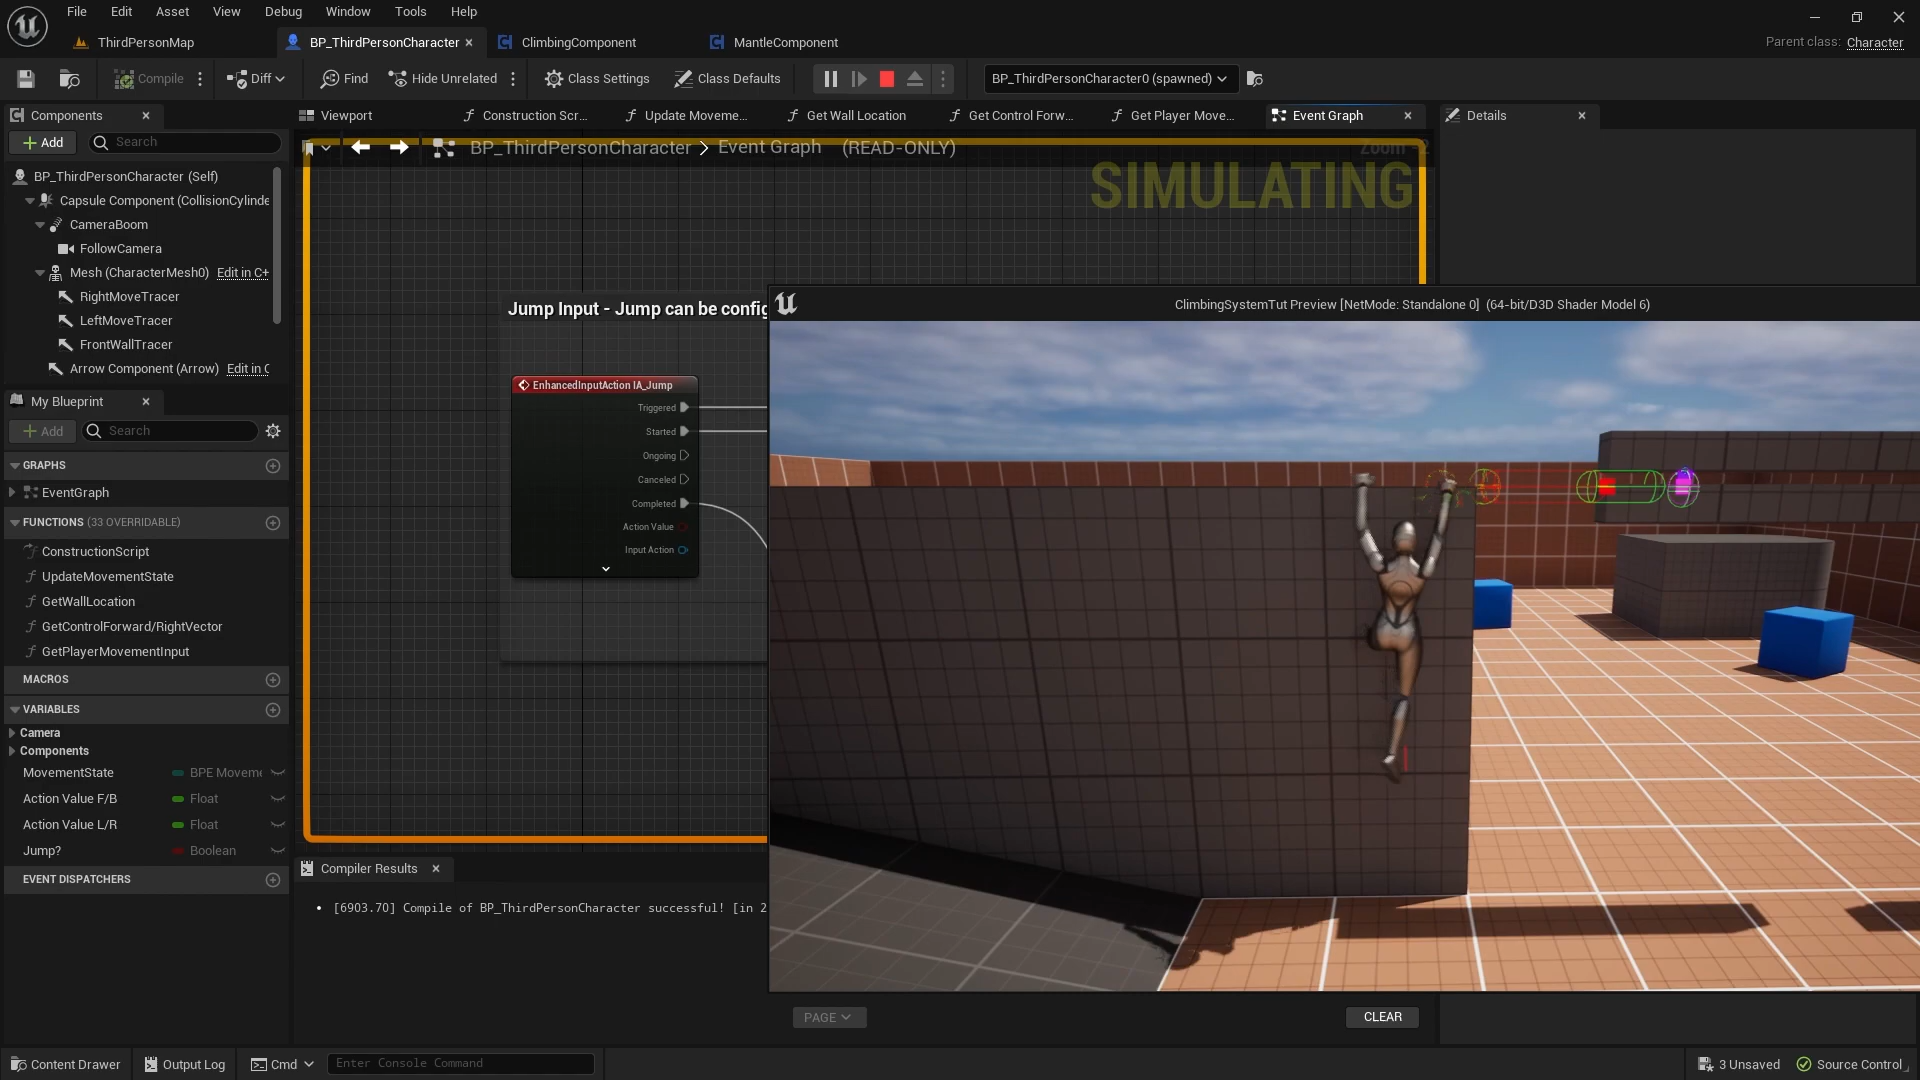 File Edit Asset View Debug Window Tools Help
ThirdPersonMap
BP_ThirdPersonCharacter
ClimbingComponent
MantleComponent
Parent class: Character
Compile
Diff
Find
Hide Unrelated
Class Settings
Class Defaults
BP_ThirdPersonCharacter0 (spawned)
Components
Viewport
Construction Scr...
Update Moveme...
Get Wall Location
Get Control Forw...
Get Player Move...
Event Graph
Details
Add
Search
BP_ThirdPersonCharacter > Event Graph (READ-ONLY)
SIMULATING
BP_ThirdPersonCharacter (Self)
Capsule Component (CollisionCylinde
CameraBoom
FollowCamera
Mesh (CharacterMesh0) Edit in C+
RightMoveTracer
LeftMoveTracer
FrontWallTracer
Arrow Component (Arrow) Edit in C
Jump Input - Jump can be config
EnhancedInputAction IA_Jump
Triggered
Started
Ongoing
Canceled
Completed
Action Value
Input Action
ClimbingSystemTut Preview [NetMode: Standalone 0] (64-bit/D3D Shader Model 6)
My Blueprint
Add
Search
GRAPHS
EventGraph
FUNCTIONS (33 OVERRIDABLE)
ConstructionScript
UpdateMovementState
GetWallLocation
GetControlForward/RightVector
GetPlayerMovementInput
MACROS
VARIABLES
Camera
Components
MovementState BPE Moveme
Action Value F/B Float
Action Value L/R Float
Jump? Boolean
EVENT DISPATCHERS
Compiler Results
[6903.70] Compile of BP_ThirdPersonCharacter successful! [in 2
PAGE
CLEAR
Content Drawer
Output Log
Cmd
Enter Console Command
3 Unsaved
Source Control